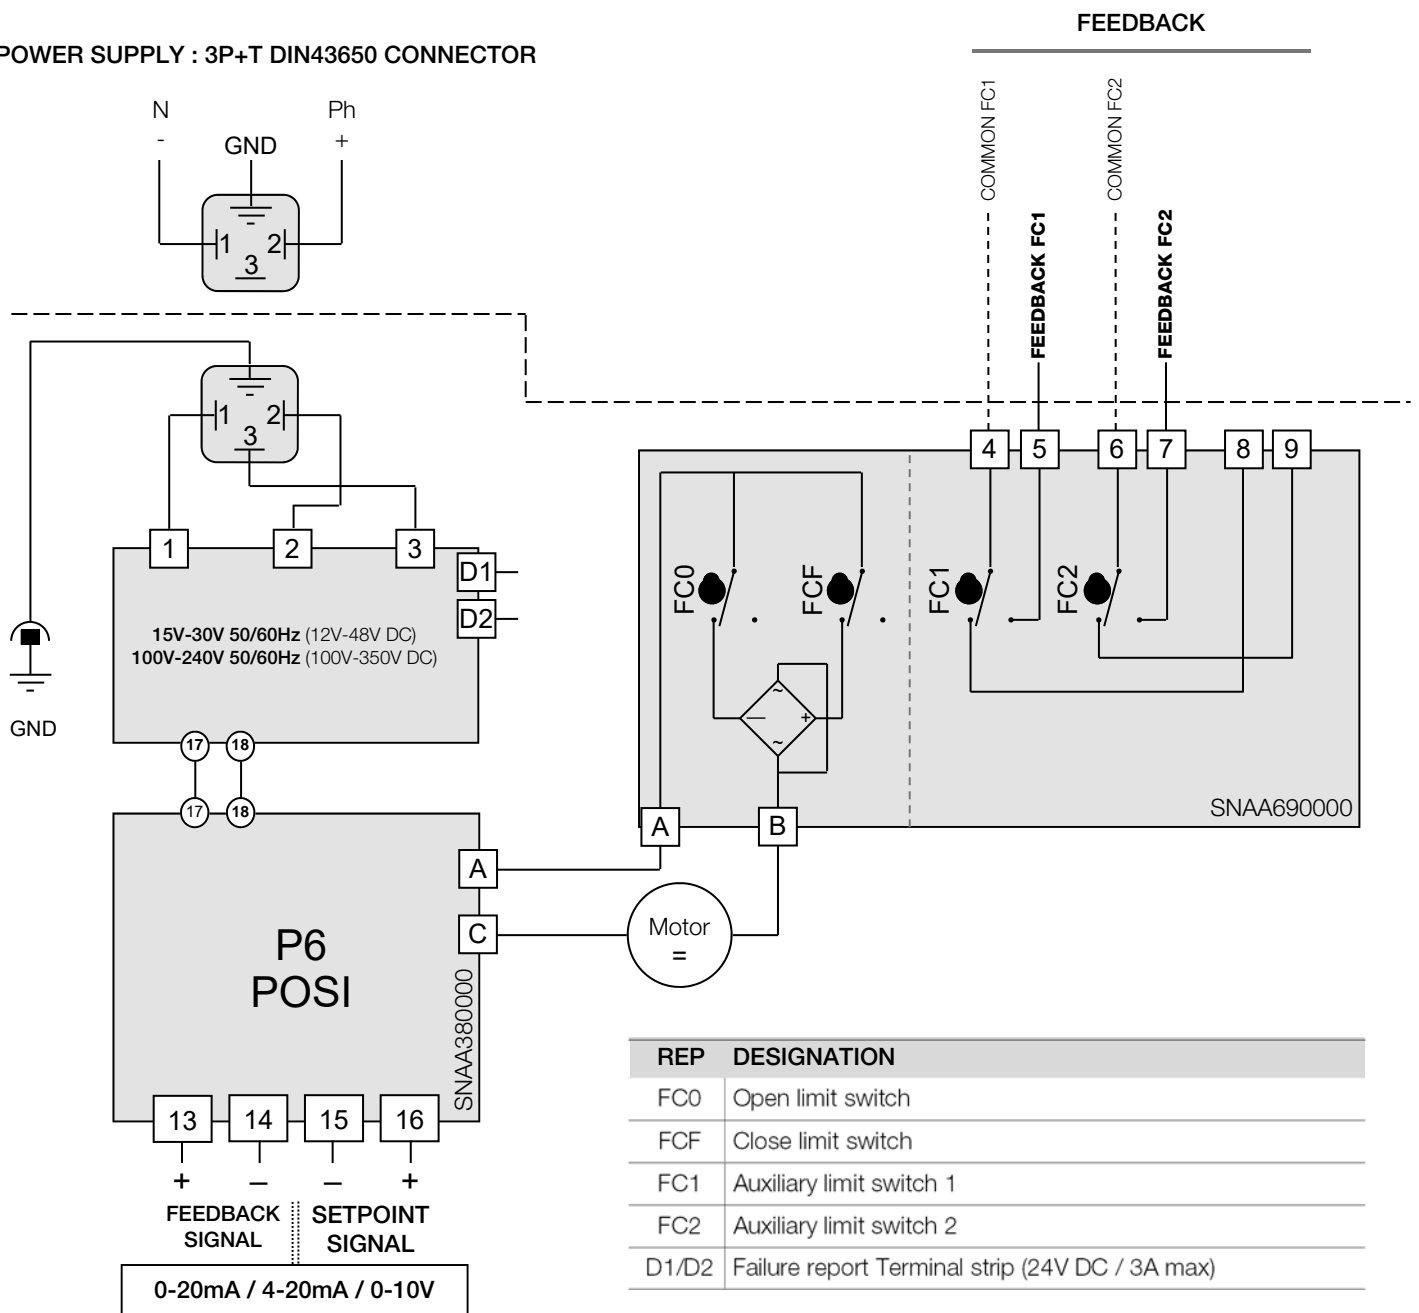 FEEDBACK
POWER SUPPLY : 3P+T DIN43650 CONNECTOR
N
Ph
-
GND
+
1
2
3
COMMON FC1
FEEDBACK FC1
COMMON FC2
FEEDBACK FC2
1
2
3
4
5
6
7
8
9
1
2
3
D1
D2
15V-30V 50/60Hz (12V-48V DC)
100V-240V 50/60Hz (100V-350V DC)
GND
17
18
17
18
FC0
FCF
FC1
FC2
~
—
+
~
SNAA690000
A
B
A
C
Motor
=
P6
POSI
SNAA380000
13
14
15
16
+
–
–
+
FEEDBACK
SIGNAL
SETPOINT
SIGNAL
0-20mA / 4-20mA / 0-10V
REP DESIGNATION
FC0 Open limit switch
FCF Close limit switch
FC1 Auxiliary limit switch 1
FC2 Auxiliary limit switch 2
D1/D2 Failure report Terminal strip (24V DC / 3A max)